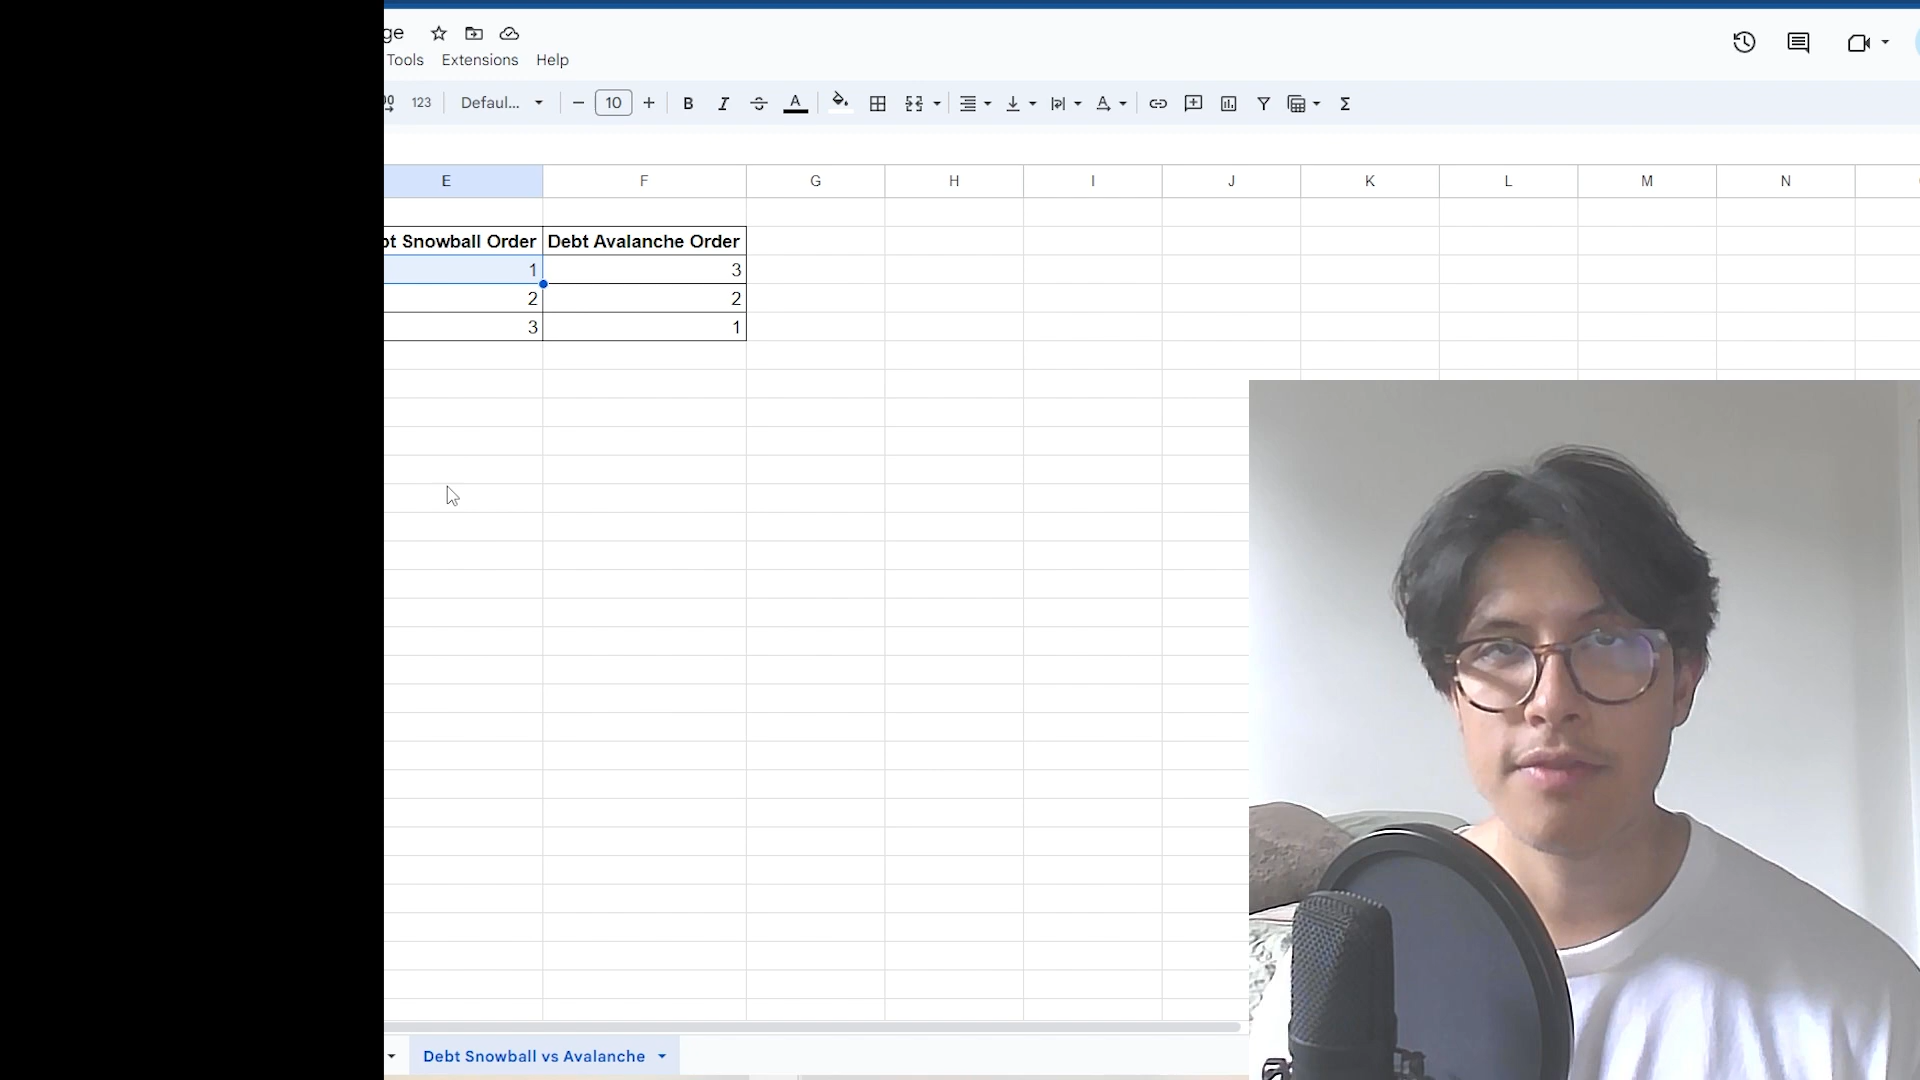 ge
Tools Extensions Help
123 Defaul... 10 B I A A Σ
E F G H I J K L M N
bt Snowball Order Debt Avalanche Order
1 3
2 2
3 1
Debt Snowball vs Avalanche